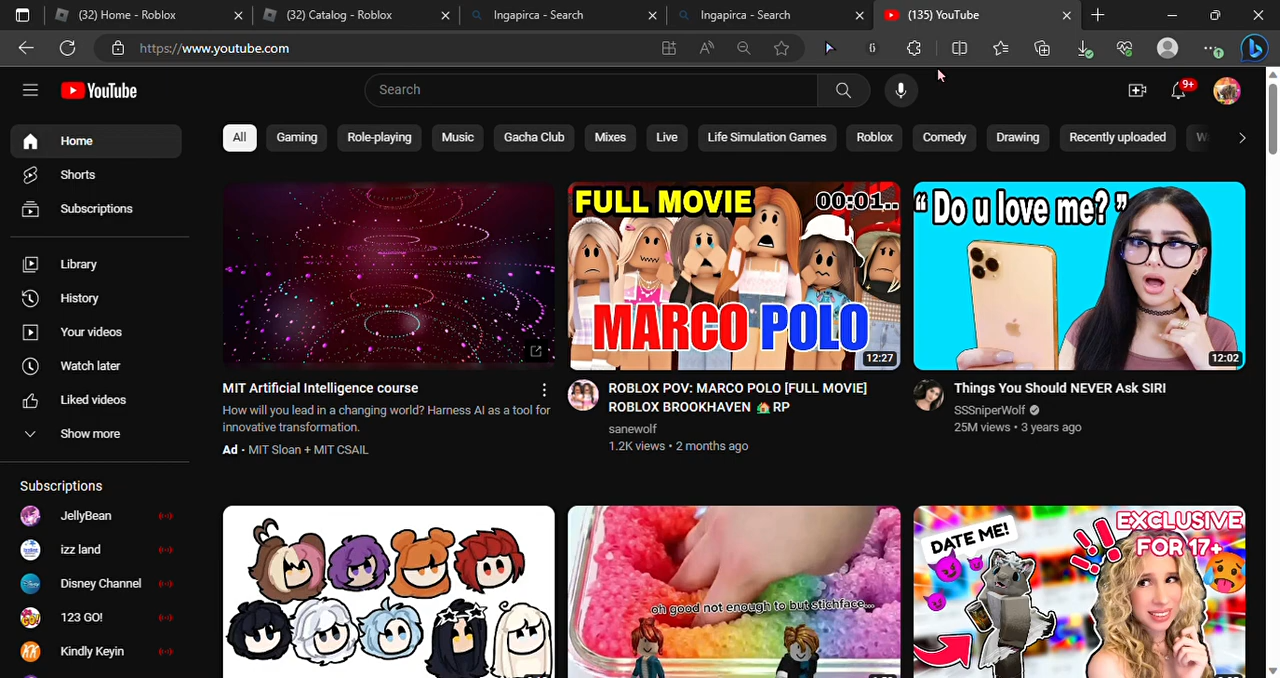 (32) Home - Roblox
(32) Catalog - Roblox
Ingapirca - Search
Ingapirca - Search
(135) YouTube
https://www.youtube.com
YouTube
Search
9+
Home
Shorts
Subscriptions
Library
History
Your videos
Watch later
Liked videos
Show more
Subscriptions
JellyBean
izz land
Disney Channel
123 GO!
Kindly Keyin
All
Gaming
Role-playing
Music
Gacha Club
Mixes
Live
Life Simulation Games
Roblox
Comedy
Drawing
Recently uploaded
MIT Artificial Intelligence course
How will you lead in a changing world? Harness AI as a tool for
innovative transformation.
Ad · MIT Sloan + MIT CSAIL
FULL MOVIE
00:01..
MARCO POLO
12:27
ROBLOX POV: MARCO POLO [FULL MOVIE]
ROBLOX BROOKHAVEN 🏠RP
sanewolf
1.2K views • 2 months ago
“ Do u love me? ”
12:02
Things You Should NEVER Ask SIRI
SSSniperWolf
25M views • 3 years ago
oh good not enough to but stichface...
DATE ME!
EXCLUSIVE
FOR 17+